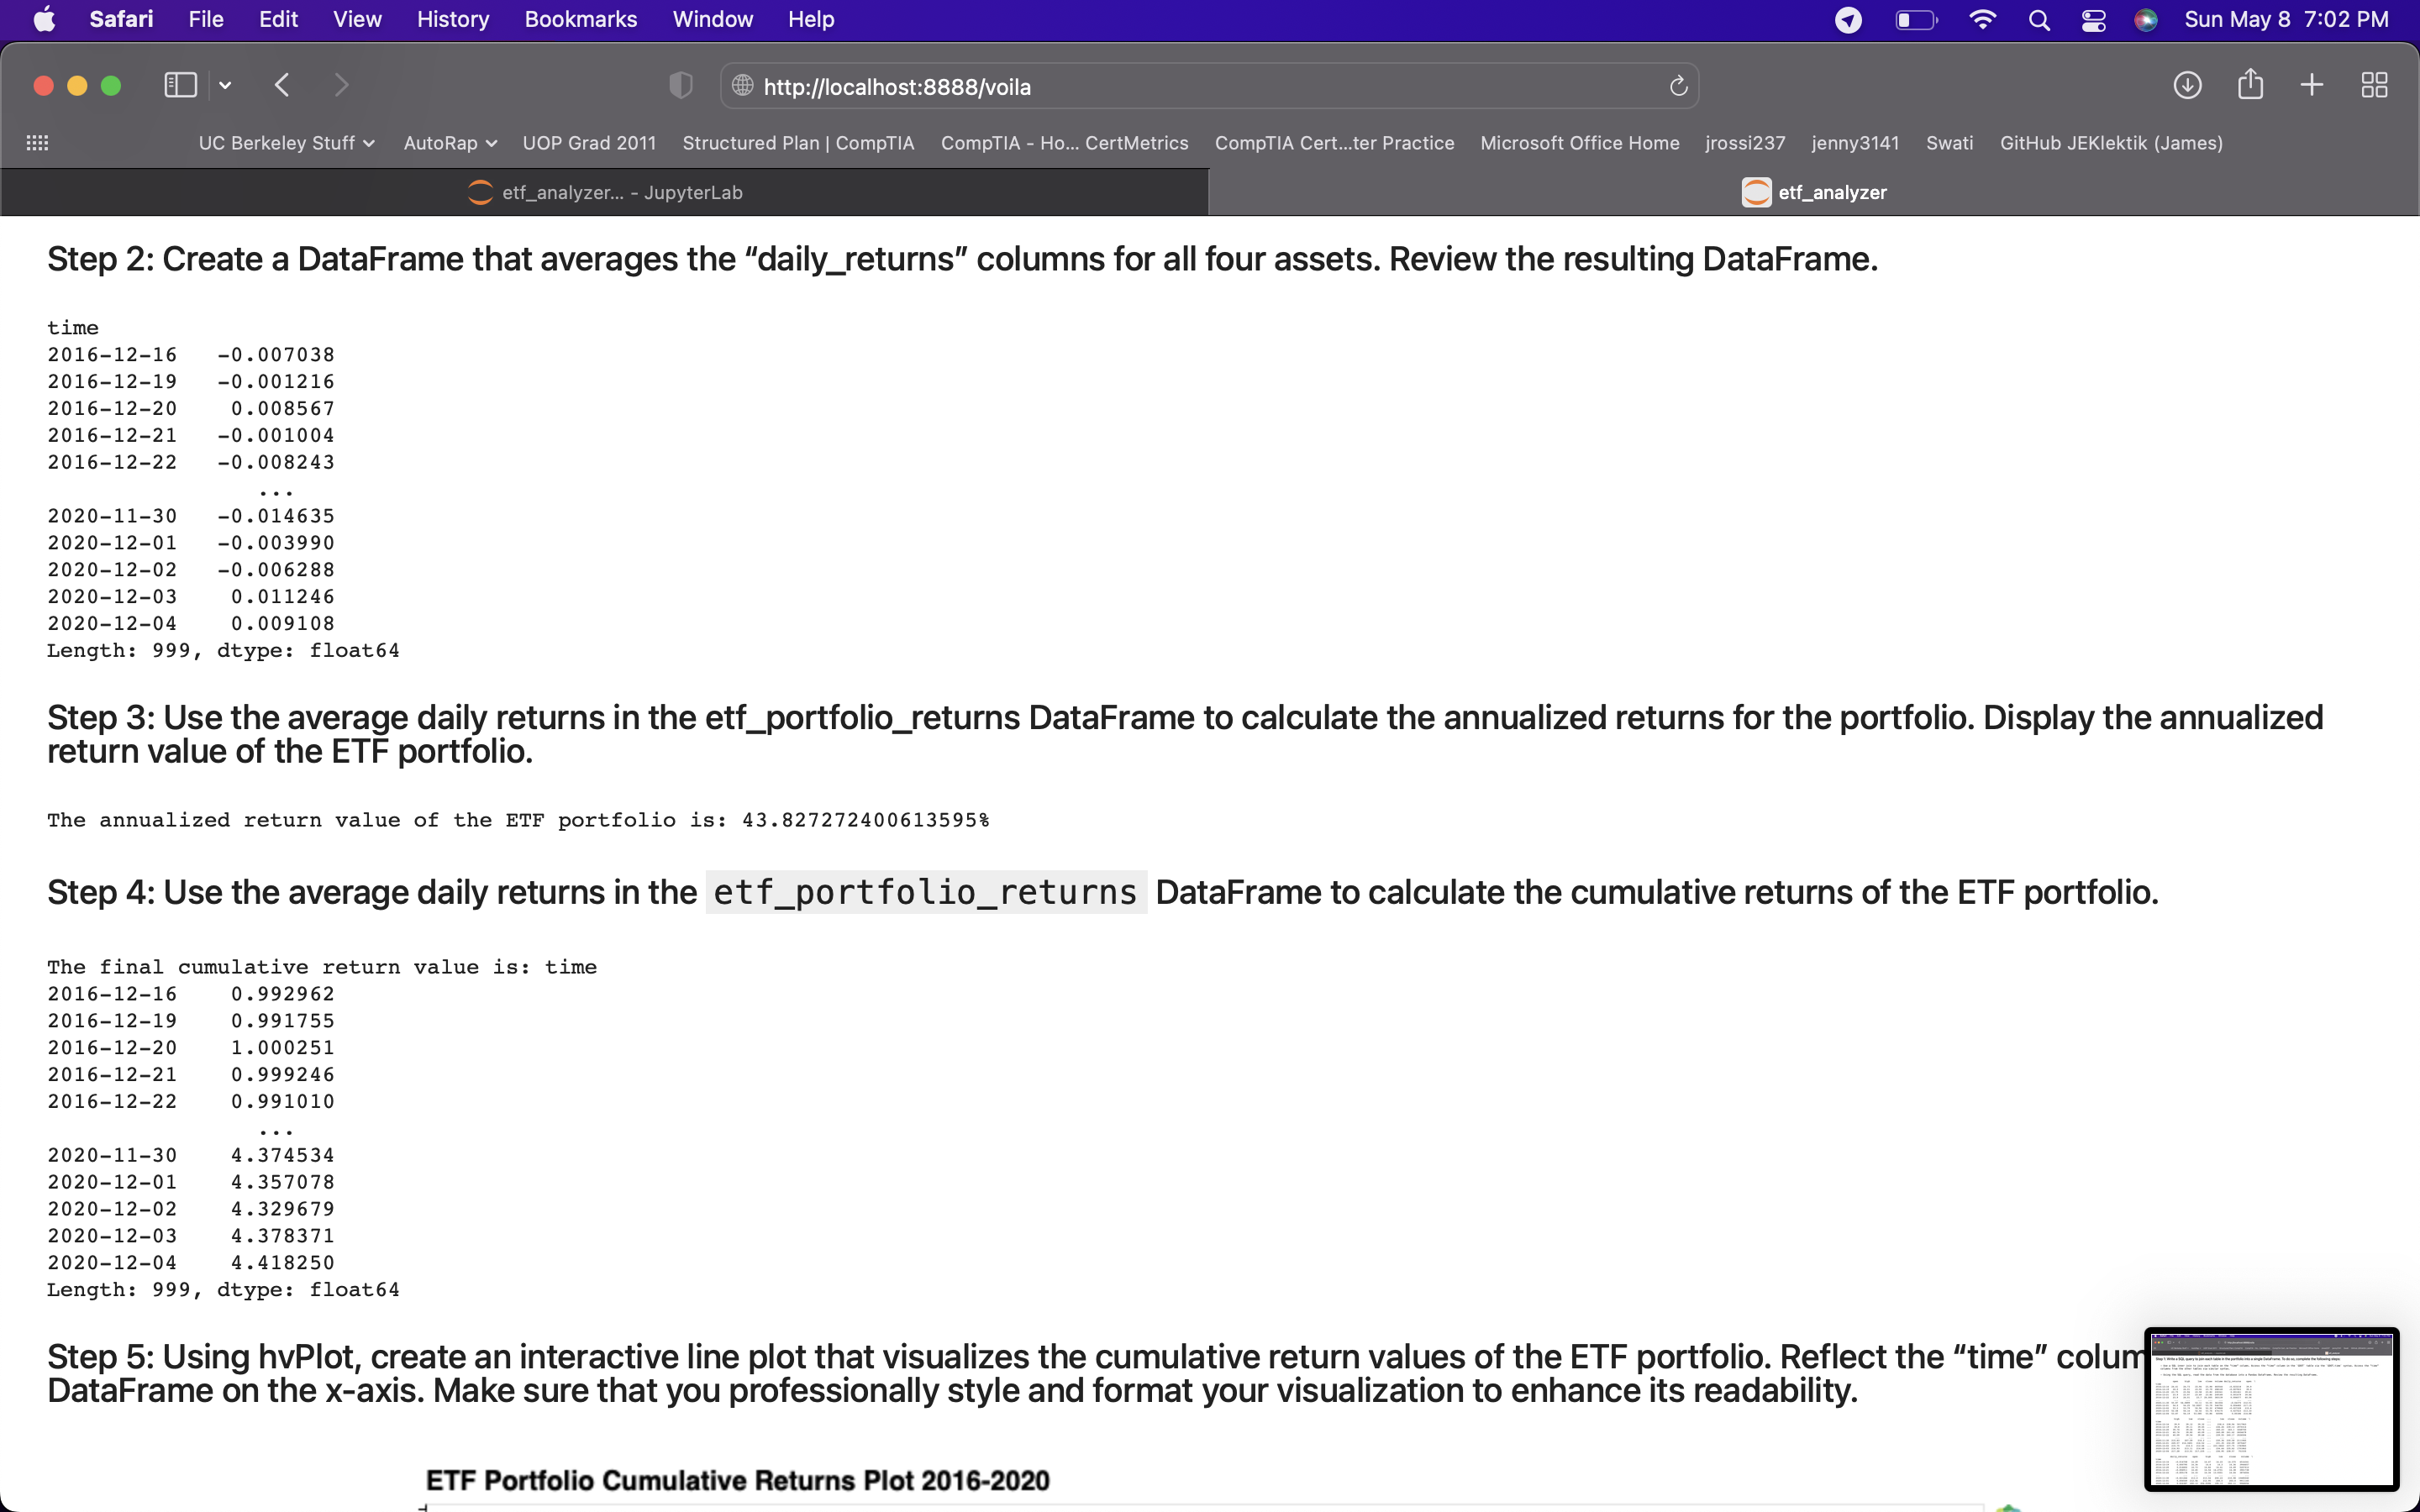 Safari File Edit View History Bookmarks Window Help Sun May 8 7:02 PM
http://localhost:8888/voila
UC Berkeley Stuff AutoRap UOP Grad 2011 Structured Plan | CompTIA CompTIA - Ho... CertMetrics CompTIA Cert...ter Practice Microsoft Office Home jrossi237 jenny3141 Swati GitHub JEKlektik (James)
etf_analyzer... - JupyterLab etf_analyzer
Step 2: Create a DataFrame that averages the “daily_returns” columns for all four assets. Review the resulting DataFrame.
time
2016-12-16 -0.007038
2016-12-19 -0.001216
2016-12-20 0.008567
2016-12-21 -0.001004
2016-12-22 -0.008243
...
2020-11-30 -0.014635
2020-12-01 -0.003990
2020-12-02 -0.006288
2020-12-03 0.011246
2020-12-04 0.009108
Length: 999, dtype: float64
Step 3: Use the average daily returns in the etf_portfolio_returns DataFrame to calculate the annualized returns for the portfolio. Display the annualized
return value of the ETF portfolio.
The annualized return value of the ETF portfolio is: 43.827272400613595%
Step 4: Use the average daily returns in the etf_portfolio_returns DataFrame to calculate the cumulative returns of the ETF portfolio.
The final cumulative return value is: time
2016-12-16 0.992962
2016-12-19 0.991755
2016-12-20 1.000251
2016-12-21 0.999246
2016-12-22 0.991010
...
2020-11-30 4.374534
2020-12-01 4.357078
2020-12-02 4.329679
2020-12-03 4.378371
2020-12-04 4.418250
Length: 999, dtype: float64
Step 5: Using hvPlot, create an interactive line plot that visualizes the cumulative return values of the ETF portfolio. Reflect the “time” colum
DataFrame on the x-axis. Make sure that you professionally style and format your visualization to enhance its readability.
ETF Portfolio Cumulative Returns Plot 2016-2020